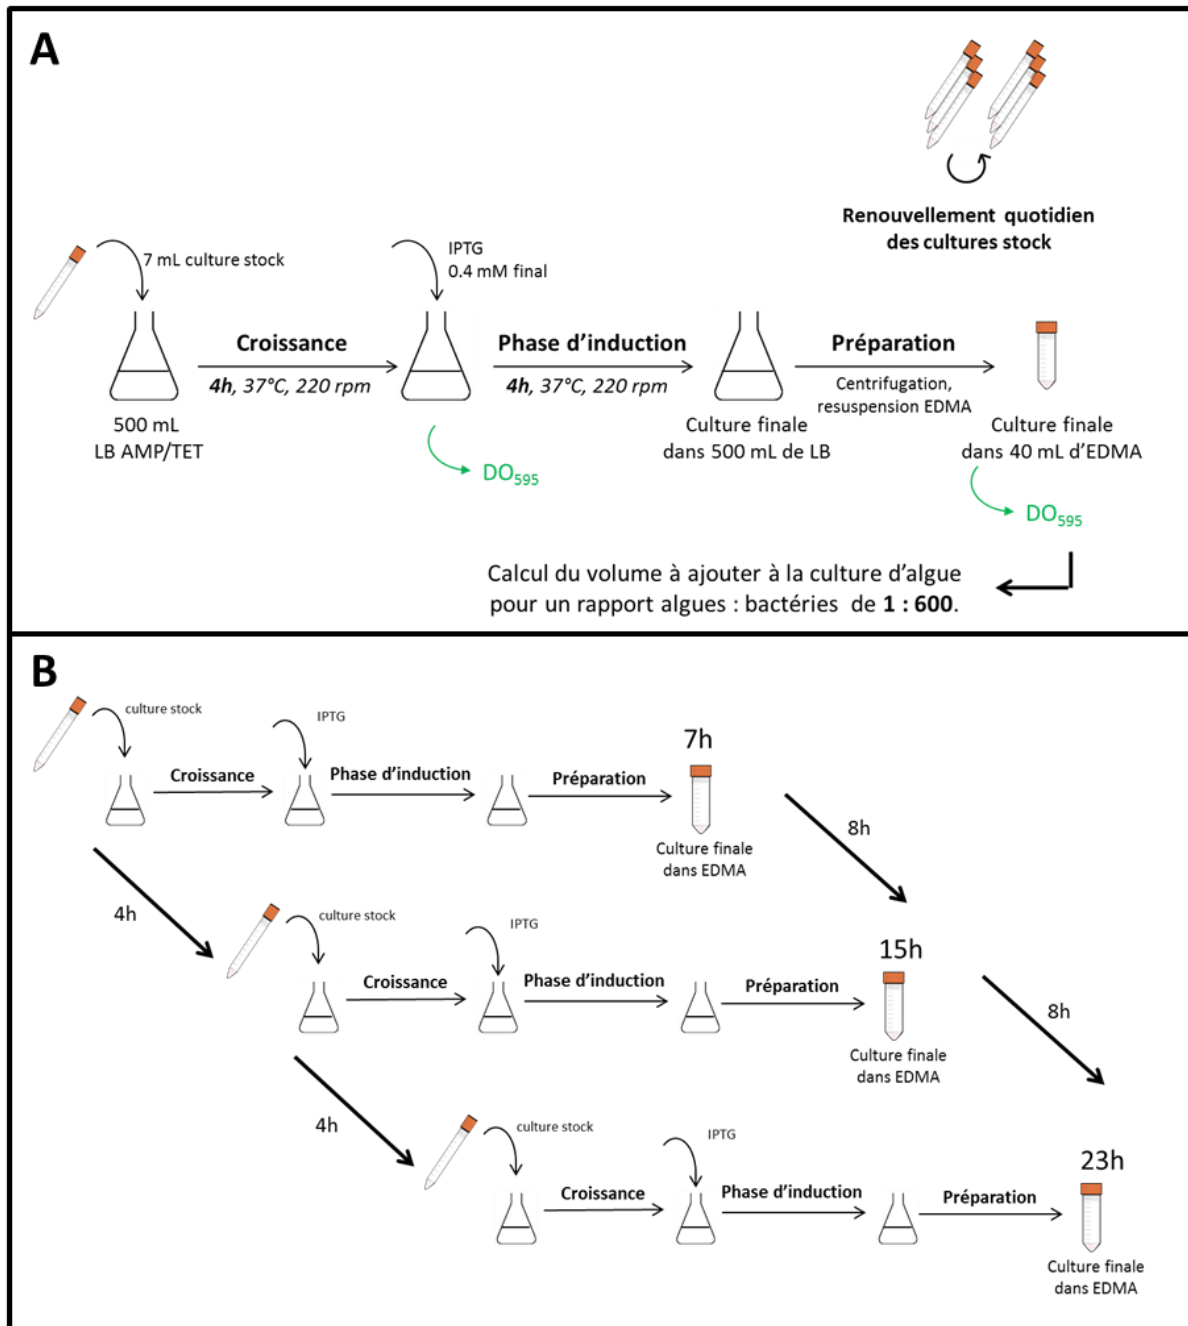 A
Renouvellement quotidien
des cultures stock
7 mL culture stock
IPTG
0.4 mM final
Croissance
4h, 37°C, 220 rpm
Phase d'induction
4h, 37°C, 220 rpm
Préparation
Centrifugation,
resuspension EDMA
500 mL
LB AMP/TET
Culture finale
dans 500 mL de LB
Culture finale
dans 40 mL d'EDMA
DO595
DO595
Calcul du volume à ajouter à la culture d'algue
pour un rapport algues : bactéries de 1 : 600.
B
culture stock
IPTG
Croissance
Phase d'induction
Préparation
7h
Culture finale
dans EDMA
8h
4h
culture stock
IPTG
Croissance
Phase d'induction
Préparation
15h
Culture finale
dans EDMA
8h
4h
culture stock
IPTG
Croissance
Phase d'induction
Préparation
23h
Culture finale
dans EDMA